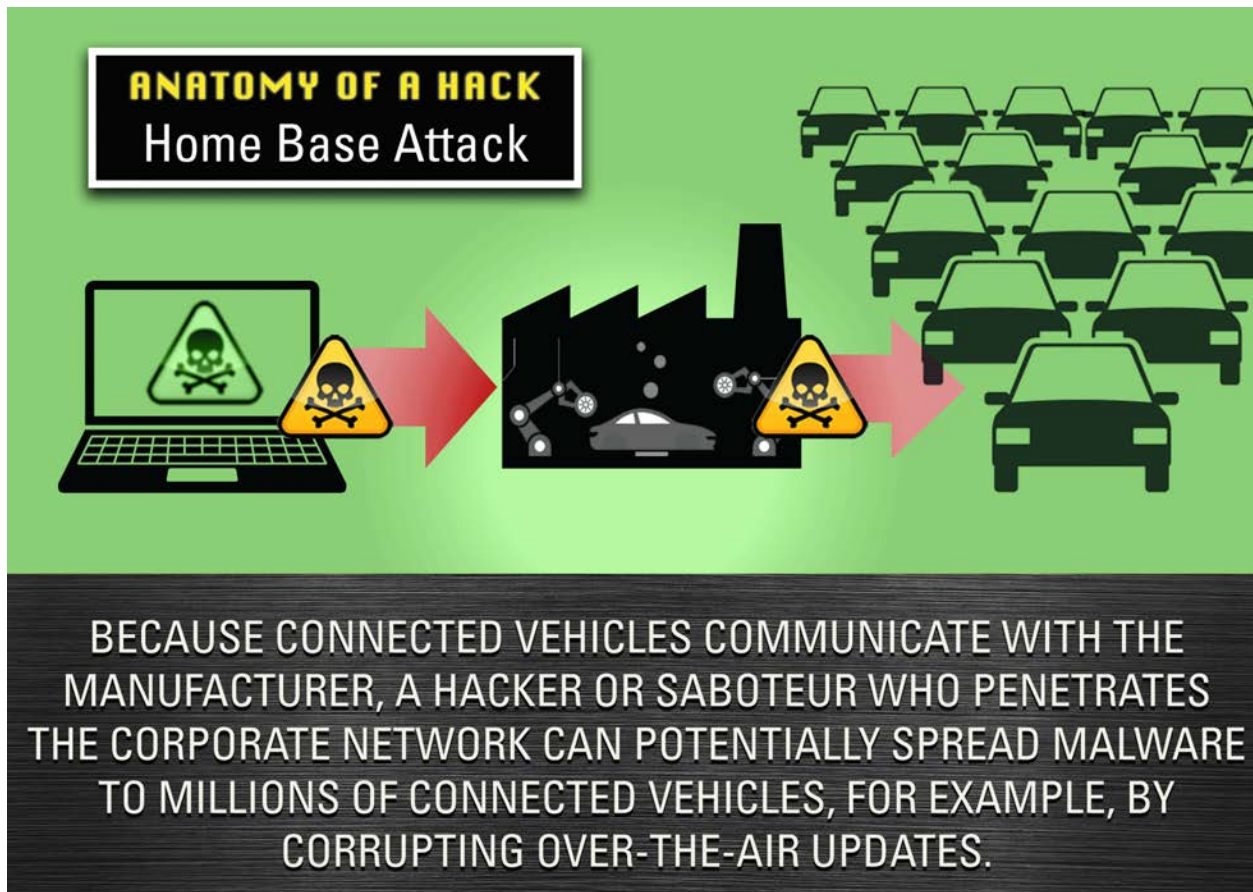 ANATOMY OF A HACK
Home Base Attack
BECAUSE CONNECTED VEHICLES COMMUNICATE WITH THE
MANUFACTURER, A HACKER OR SABOTEUR WHO PENETRATES
THE CORPORATE NETWORK CAN POTENTIALLY SPREAD MALWARE
TO MILLIONS OF CONNECTED VEHICLES, FOR EXAMPLE, BY
CORRUPTING OVER-THE-AIR UPDATES.